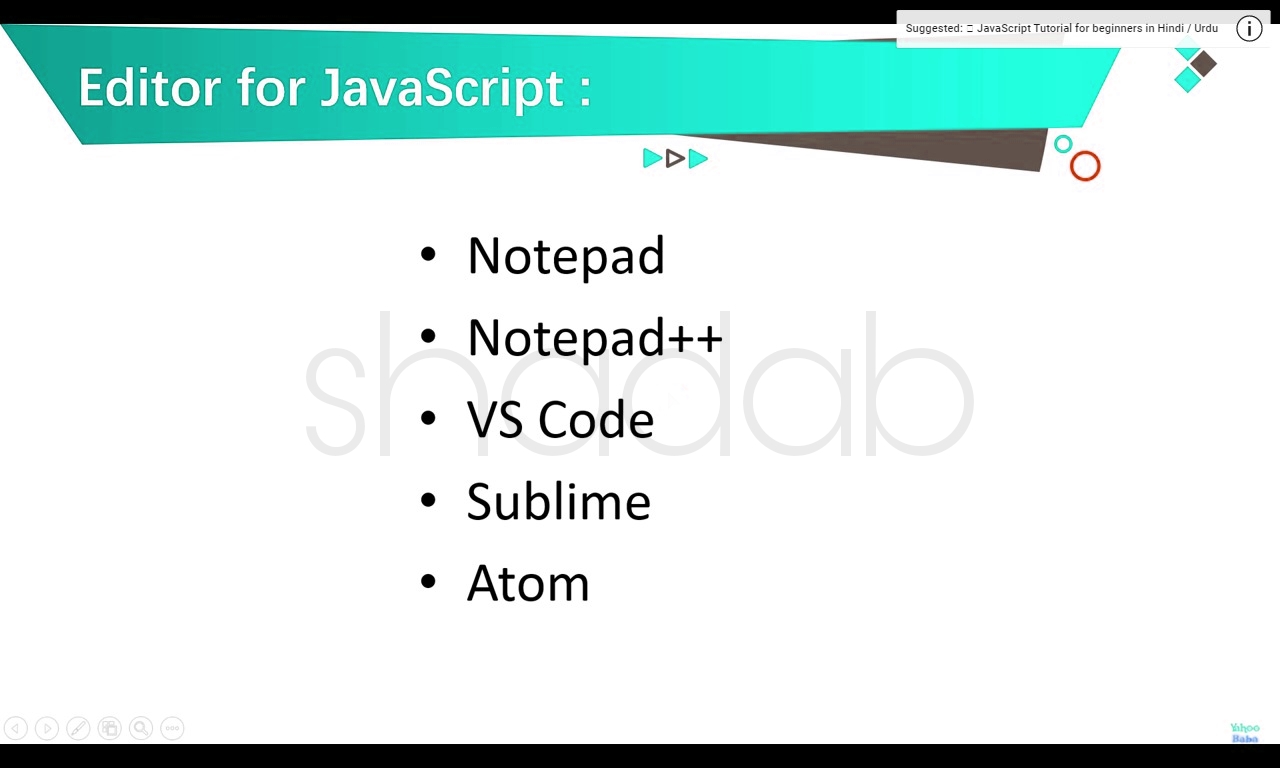 Suggested: JavaScript Tutorial for beginners in Hindi / Urdu
Editor for JavaScript :
• Notepad
• Notepad++
• VS Code
• Sublime
• Atom
shadab
Yahoo
Baba